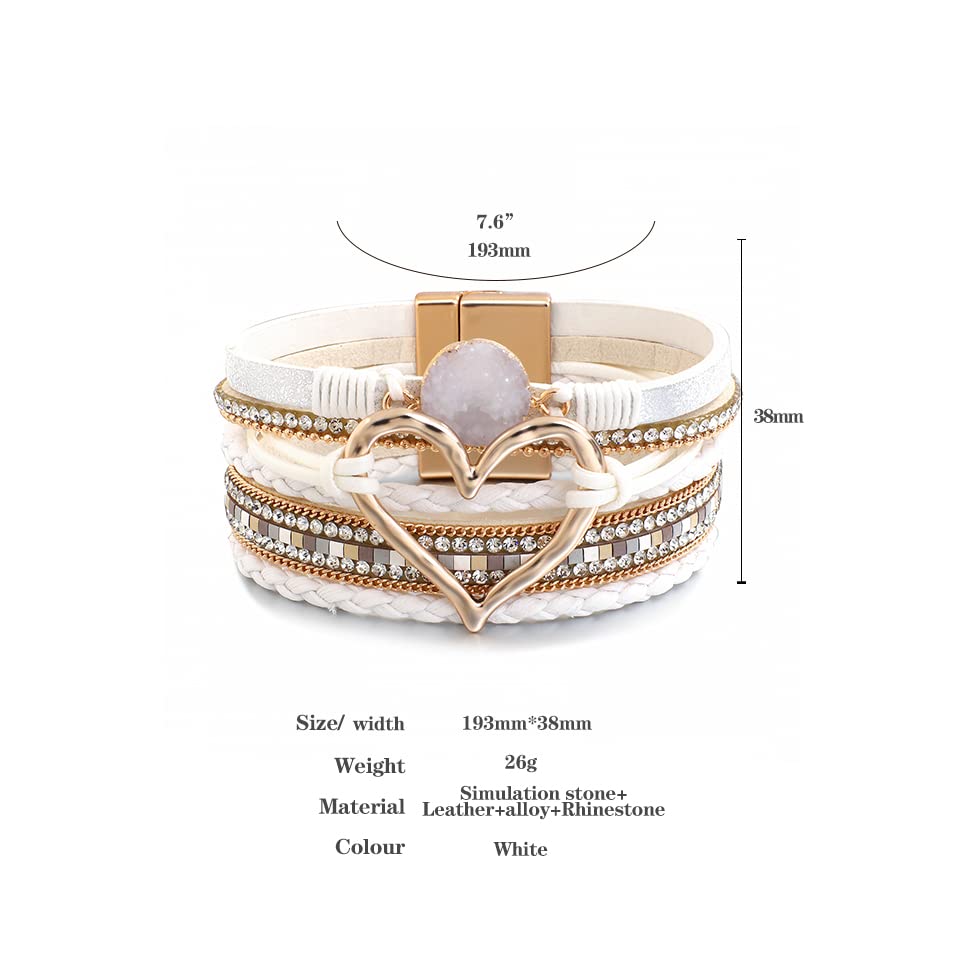 7.6”
193mm
38mm
Size/ width 193mm*38mm
Weight 26g
Material Simulation stone+
Leather+alloy+Rhinestone
Colour White